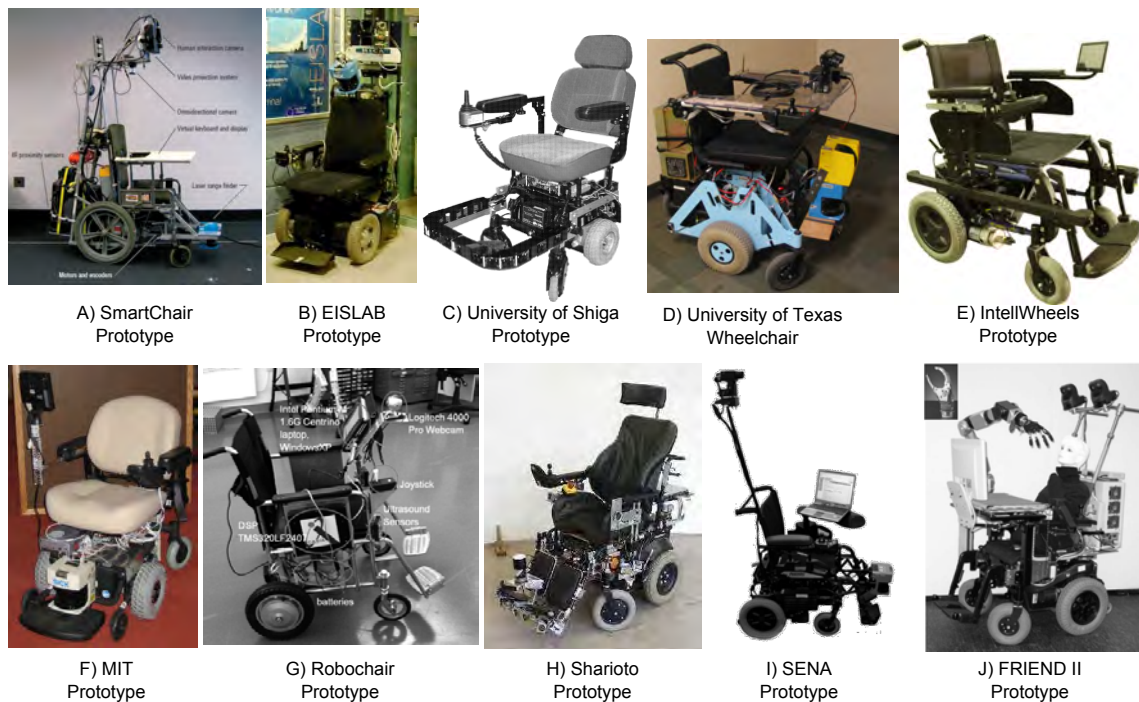 Human interaction camera
Video projection system
Omnidirectional camera
Virtual keyboard and display
IR proximity sensors
Laser range finder
Motors and encoders
EISLAB
A) SmartChair
Prototype
B) EISLAB
Prototype
C) University of Shiga
Prototype
D) University of Texas
Wheelchair
E) IntellWheels
Prototype
SICK
Intel Pentium M
1.6G Centrino
laptop,
WindowsXP
Logitech 4000
Pro Webcam
Joystick
Ultrasound
Sensors
DSP
TMS320LF2407
batteries
F) MIT
Prototype
G) Robochair
Prototype
H) Sharioto
Prototype
I) SENA
Prototype
J) FRIEND II
Prototype